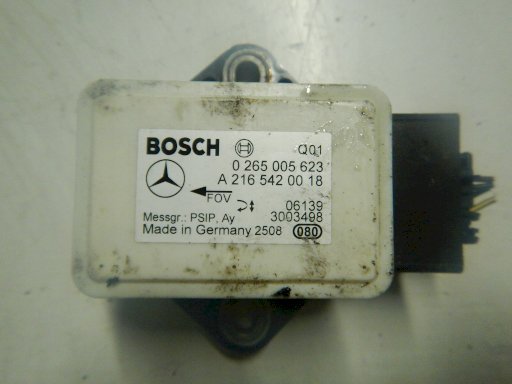 BOSCH Q01
0 265 005 623
A 216 542 00 18
FOV 06139
Messgr.: PSIP, Ay 3003498
Made in Germany 2508 080